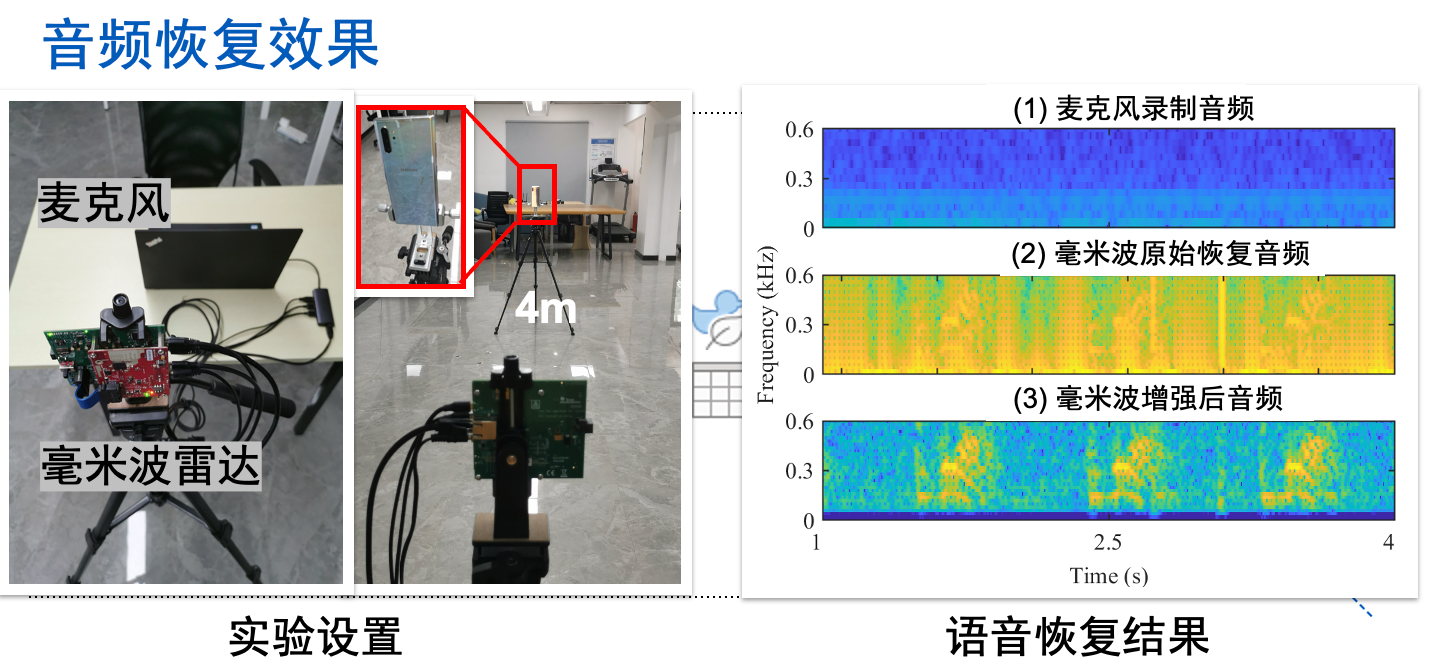 音频恢复效果
麦克风
毫米波雷达
4m
实验设置
(1) 麦克风录制音频
0.6
0.3
0
(2) 毫米波原始恢复音频
0.6
0.3
0
(3) 毫米波增强后音频
0.6
0.3
0
Frequency (kHz)
1
2.5
4
Time (s)
语音恢复结果